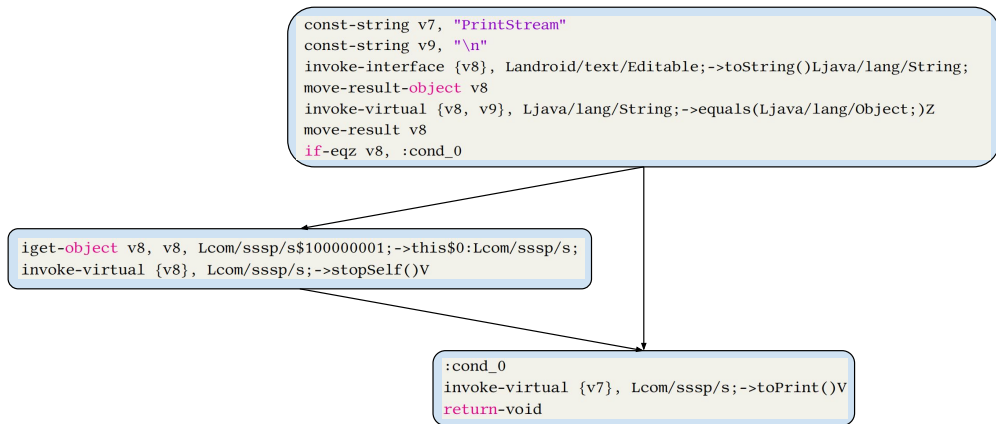 const-string v7, "PrintStream"
const-string v9, "\n"
invoke-interface {v8}, Landroid/text/Editable;->toString()Ljava/lang/String;
move-result-object v8
invoke-virtual {v8, v9}, Ljava/lang/String;->equals(Ljava/lang/Object;)Z
move-result v8
if-eqz v8, :cond_0
iget-object v8, v8, Lcom/sssp/s$100000001;->this$0:Lcom/sssp/s;
invoke-virtual {v8}, Lcom/sssp/s;->stopSelf()V
:cond_0
invoke-virtual {v7}, Lcom/sssp/s;->toPrint()V
return-void